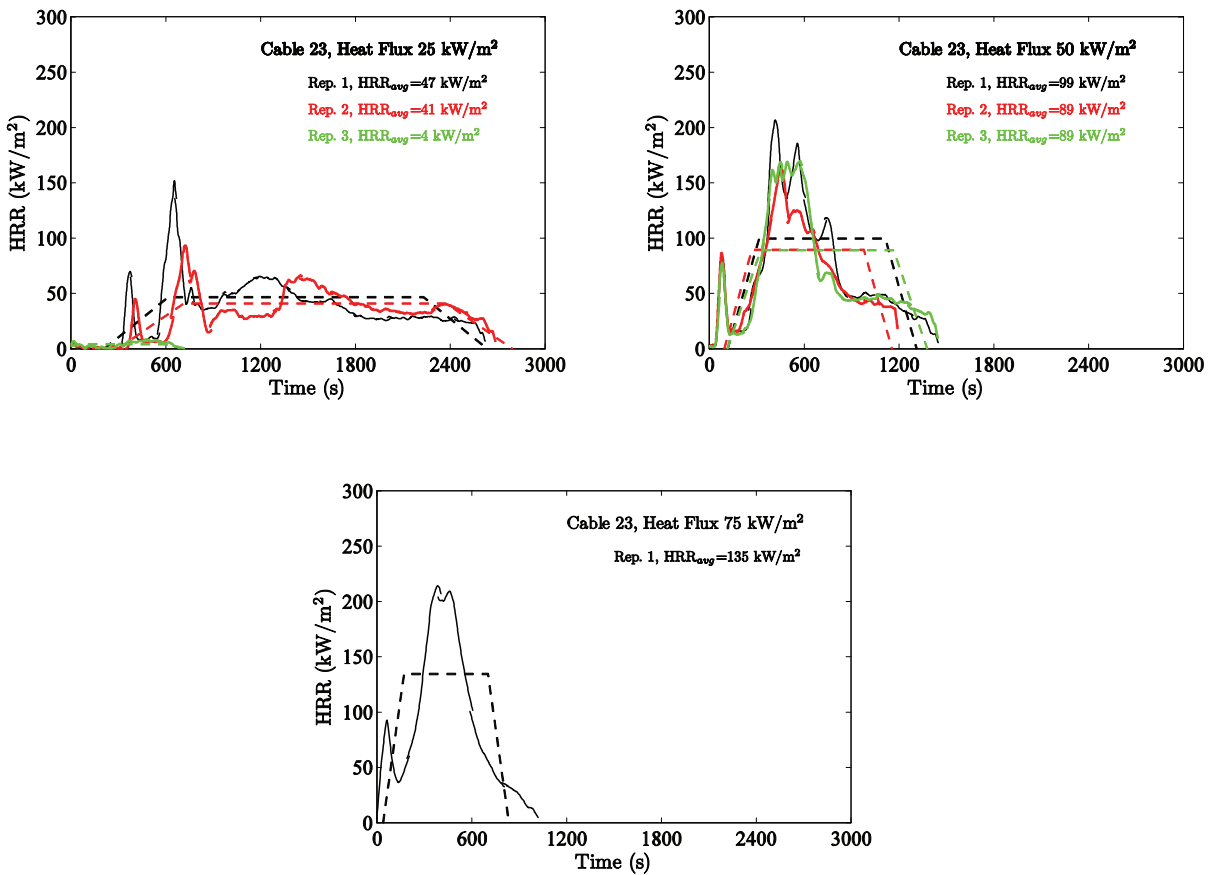 300
250
200
150
100
50
0
HRR (kW/m²)
Cable 23, Heat Flux 25 kW/m²
Rep. 1, HRRavg=47 kW/m²
Rep. 2, HRRavg=41 kW/m²
Rep. 3, HRRavg=4 kW/m²
0 600 1200 1800 2400 3000
Time (s)
300
250
200
150
100
50
0
HRR (kW/m²)
Cable 23, Heat Flux 50 kW/m²
Rep. 1, HRRavg=99 kW/m²
Rep. 2, HRRavg=89 kW/m²
Rep. 3, HRRavg=89 kW/m²
0 600 1200 1800 2400 3000
Time (s)
300
250
200
150
100
50
0
HRR (kW/m²)
Cable 23, Heat Flux 75 kW/m²
Rep. 1, HRRavg=135 kW/m²
0 600 1200 1800 2400 3000
Time (s)